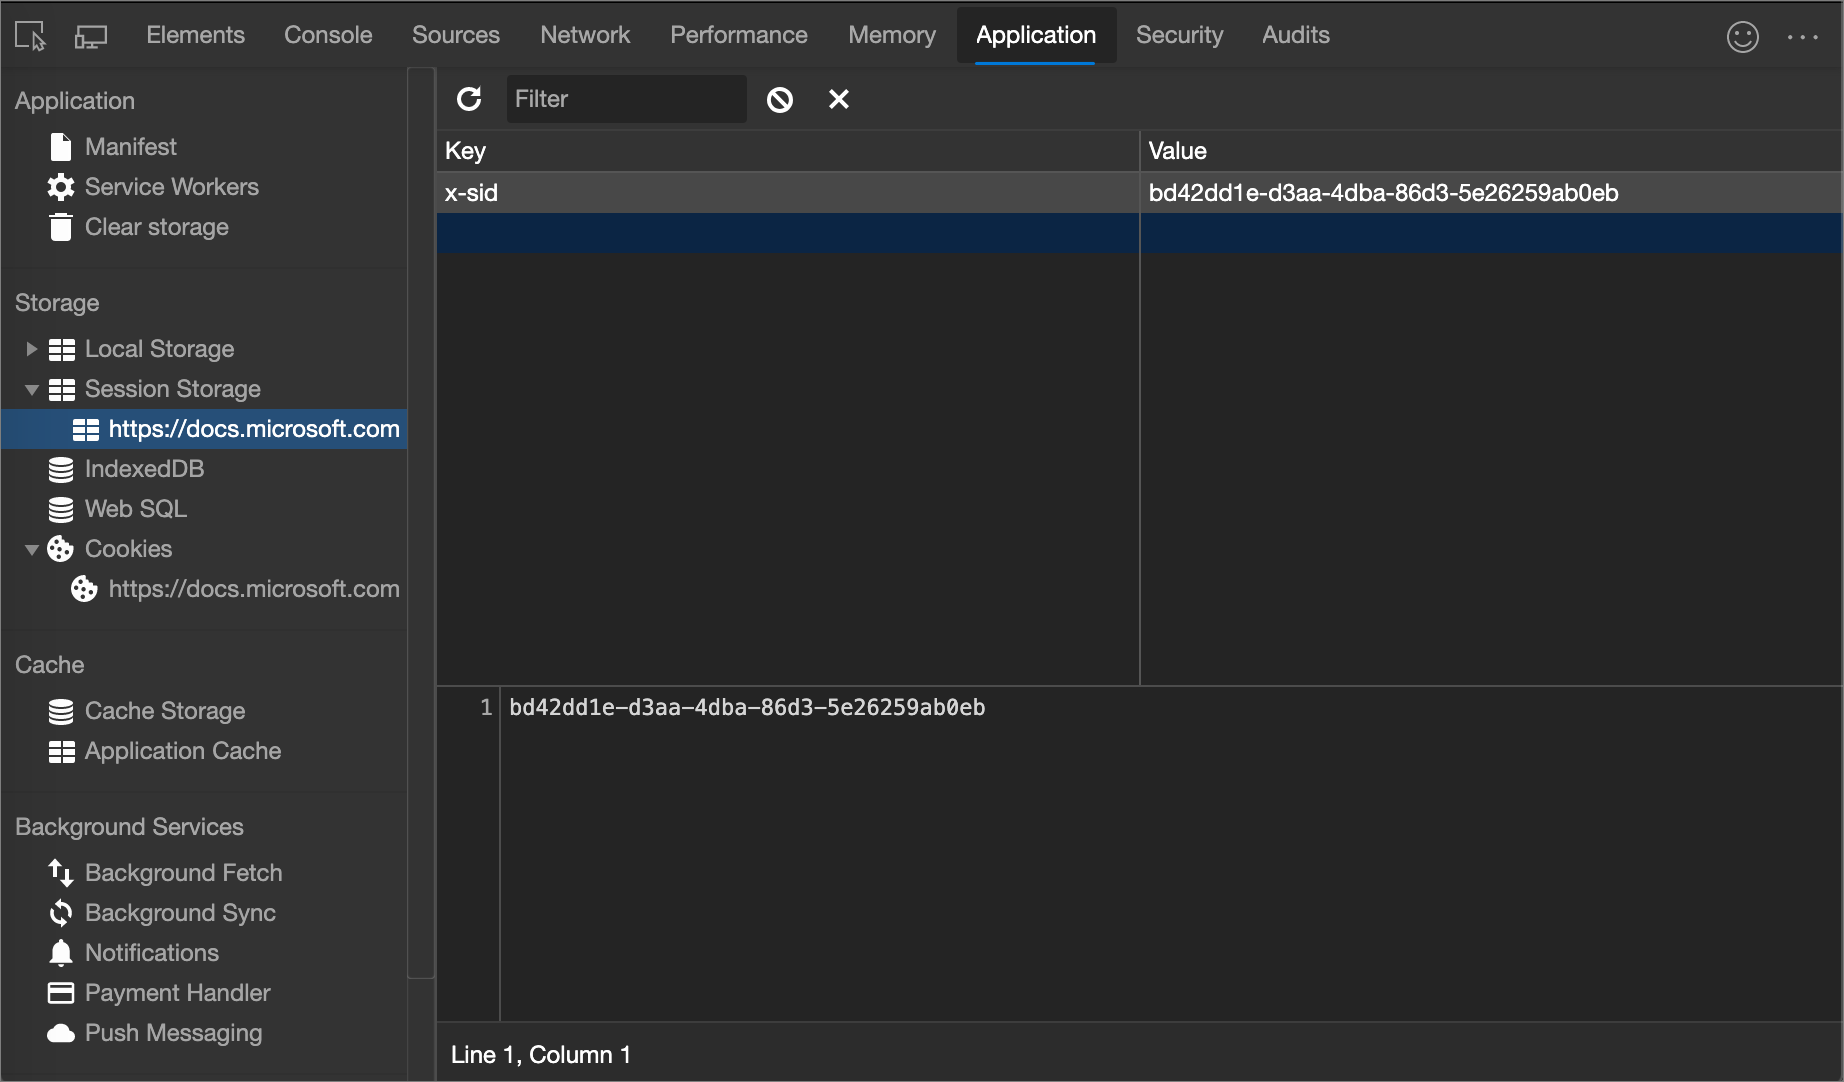 Elements Console Sources Network Performance Memory Application Security Audits
Application
Manifest
Service Workers
Clear storage
Storage
Local Storage
Session Storage
https://docs.microsoft.com
IndexedDB
Web SQL
Cookies
https://docs.microsoft.com
Cache
Cache Storage
Application Cache
Background Services
Background Fetch
Background Sync
Notifications
Payment Handler
Push Messaging
Filter
Key Value
x-sid bd42dd1e-d3aa-4dba-86d3-5e26259ab0eb
1 bd42dd1e-d3aa-4dba-86d3-5e26259ab0eb
Line 1, Column 1